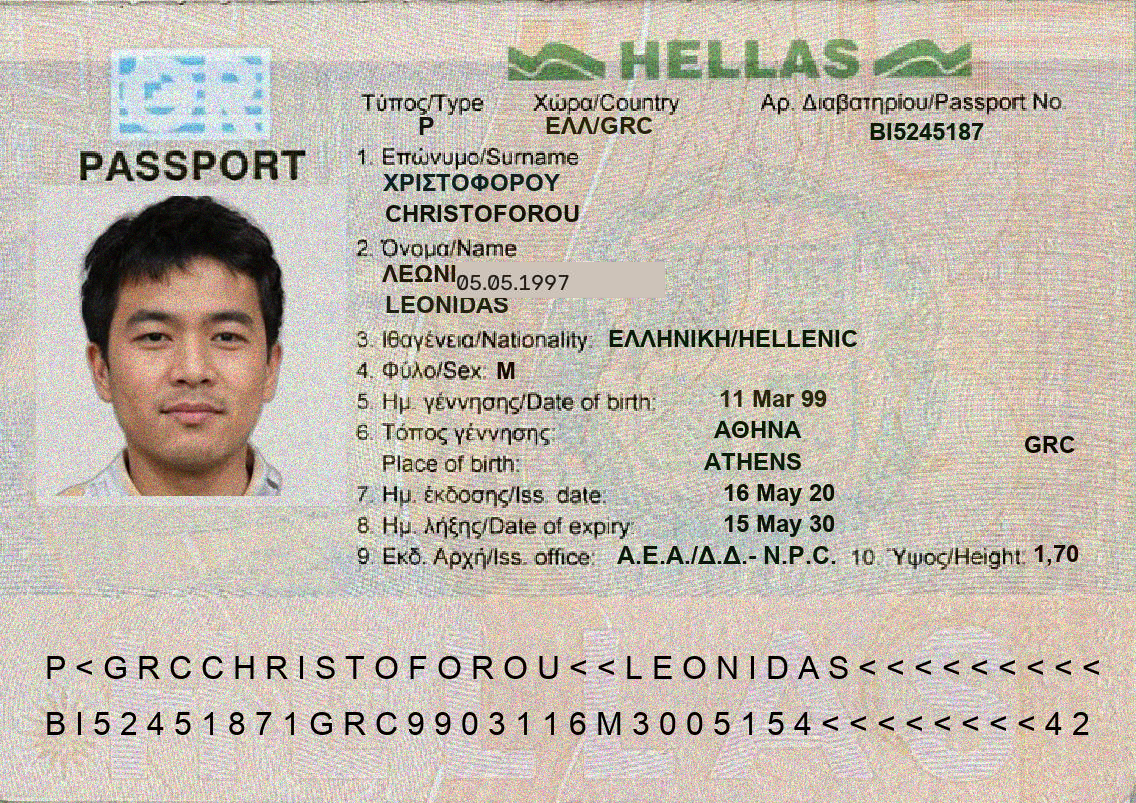 HELLAS
PASSPORT
Τύπος/Type Χώρα/Country Αρ. Διαβατηρίου/Passport No.
P ΕΛΛ/GRC BI5245187
1. Επώνυμο/Surname
ΧΡΙΣΤΟΦΟΡΟΥ
CHRISTOFOROU
2. Όνομα/Name
05.05.1997
LEONIDAS
3. Ιθαγένεια/Nationality: ΕΛΛΗΝΙΚΗ/HELLENIC
4. Φύλο/Sex: M
5. Ημ. γέννησης/Date of birth: 11 Mar 99
6. Τόπος γέννησης: ΑΘΗΝΑ
Place of birth: ATHENS GRC
7. Ημ. έκδοσης/Iss. date: 16 May 20
8. Ημ. λήξης/Date of expiry: 15 May 30
9. Εκδ. Αρχή/Iss. office: Α.Ε.Α./Δ.Δ.- N.P.C. 10. Ύψος/Height: 1,70
P<GRCCHRISTOFOROU<<LEONIDAS<<<<<<<<<
BI52451871GRC9903116M3005154<<<<<<<<42